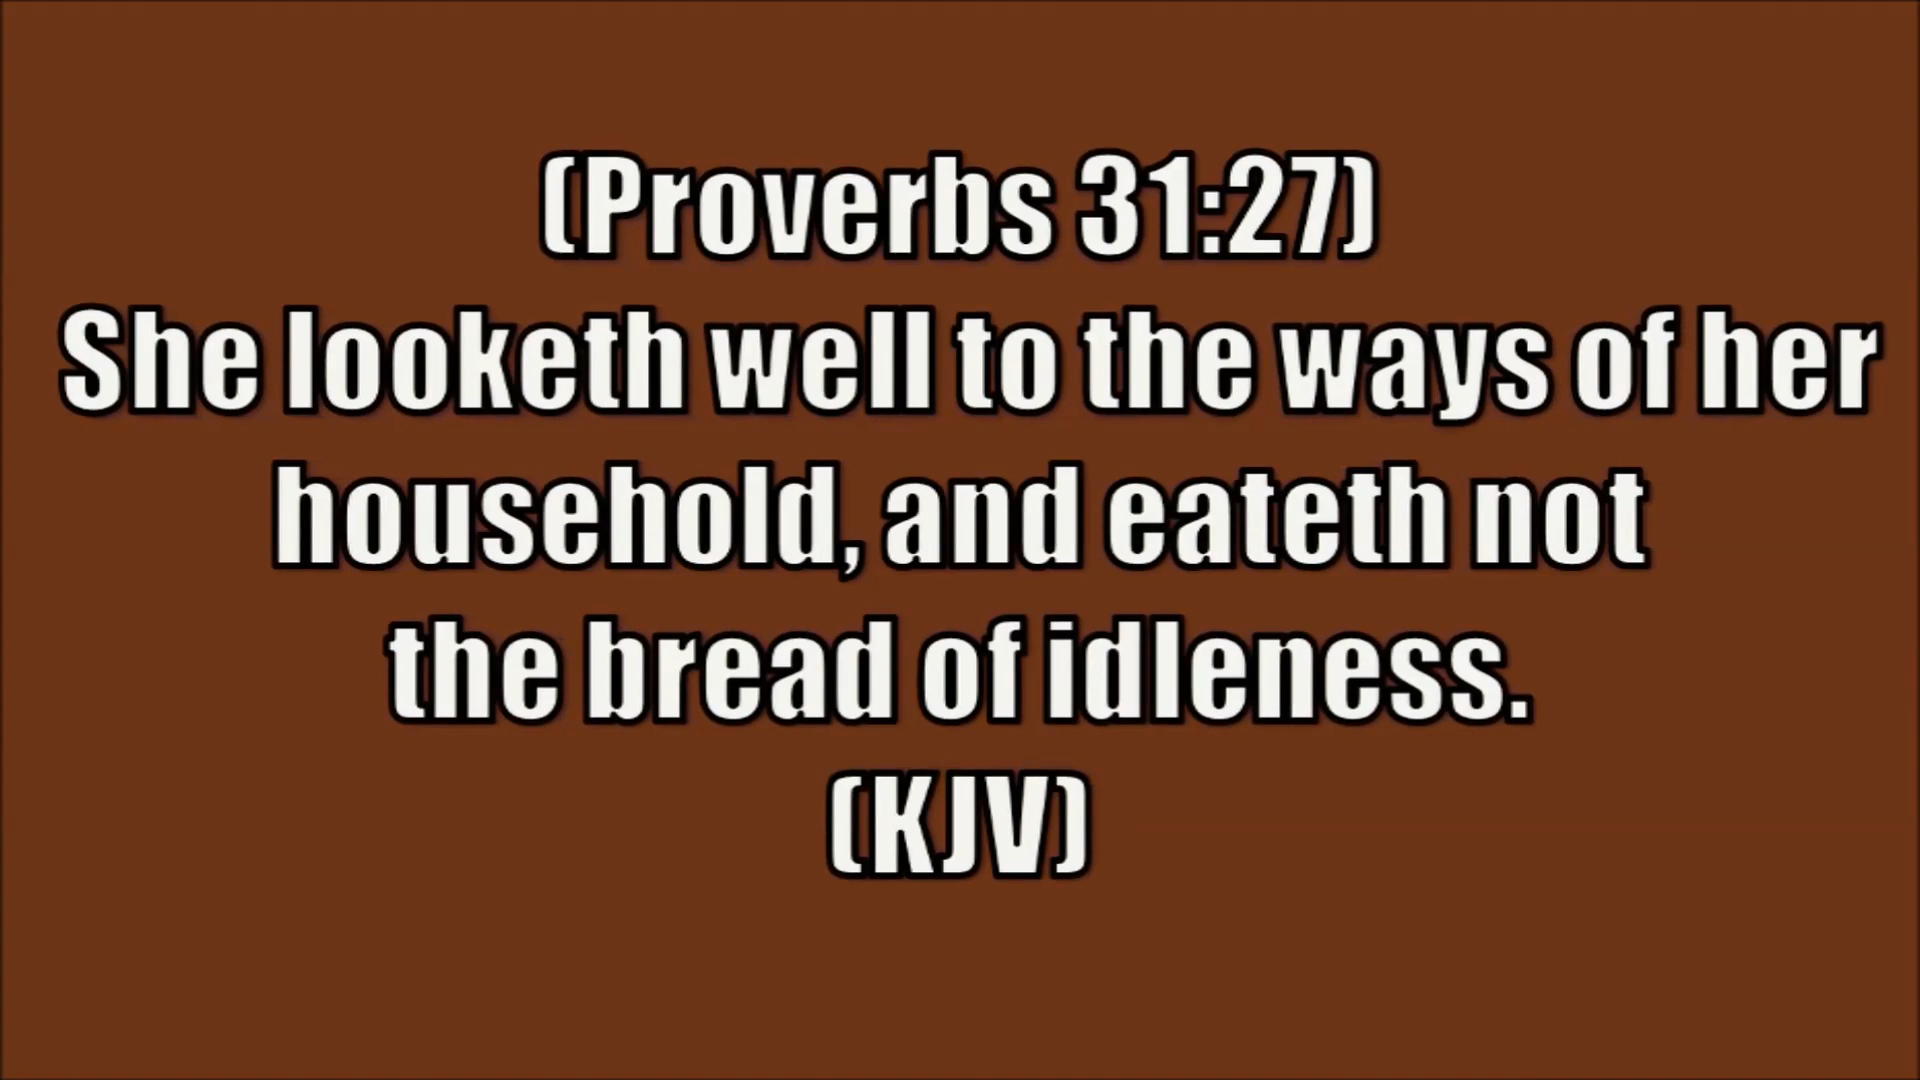 (Proverbs 31:27)
She looketh well to the ways of her
household, and eateth not
the bread of idleness.
(KJV)